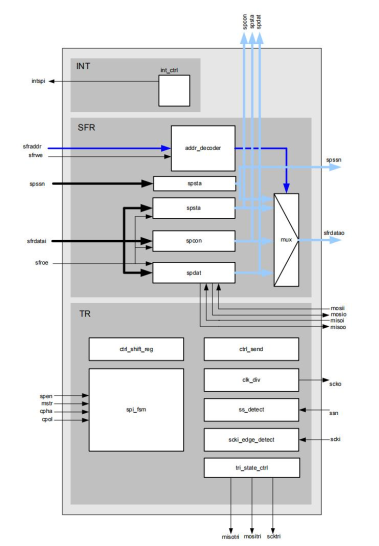 spcon
spsta
spdat
INT
int_ctrl
intspi
SFR
sfraddr
addr_decoder
sfrwe
spssn
spssn
spsta
spsta
mux
sfrdatai
spcon
sfrdatao
sfroe
spdat
mosii
mosio
misoi
misoo
TR
ctrl_shift_reg
ctrl_send
clk_div
scko
spen
mstr
cpha
cpol
spi_fsm
ss_detect
ssn
scki_edge_detect
scki
tri_state_ctrl
misotri
mositri
scktri